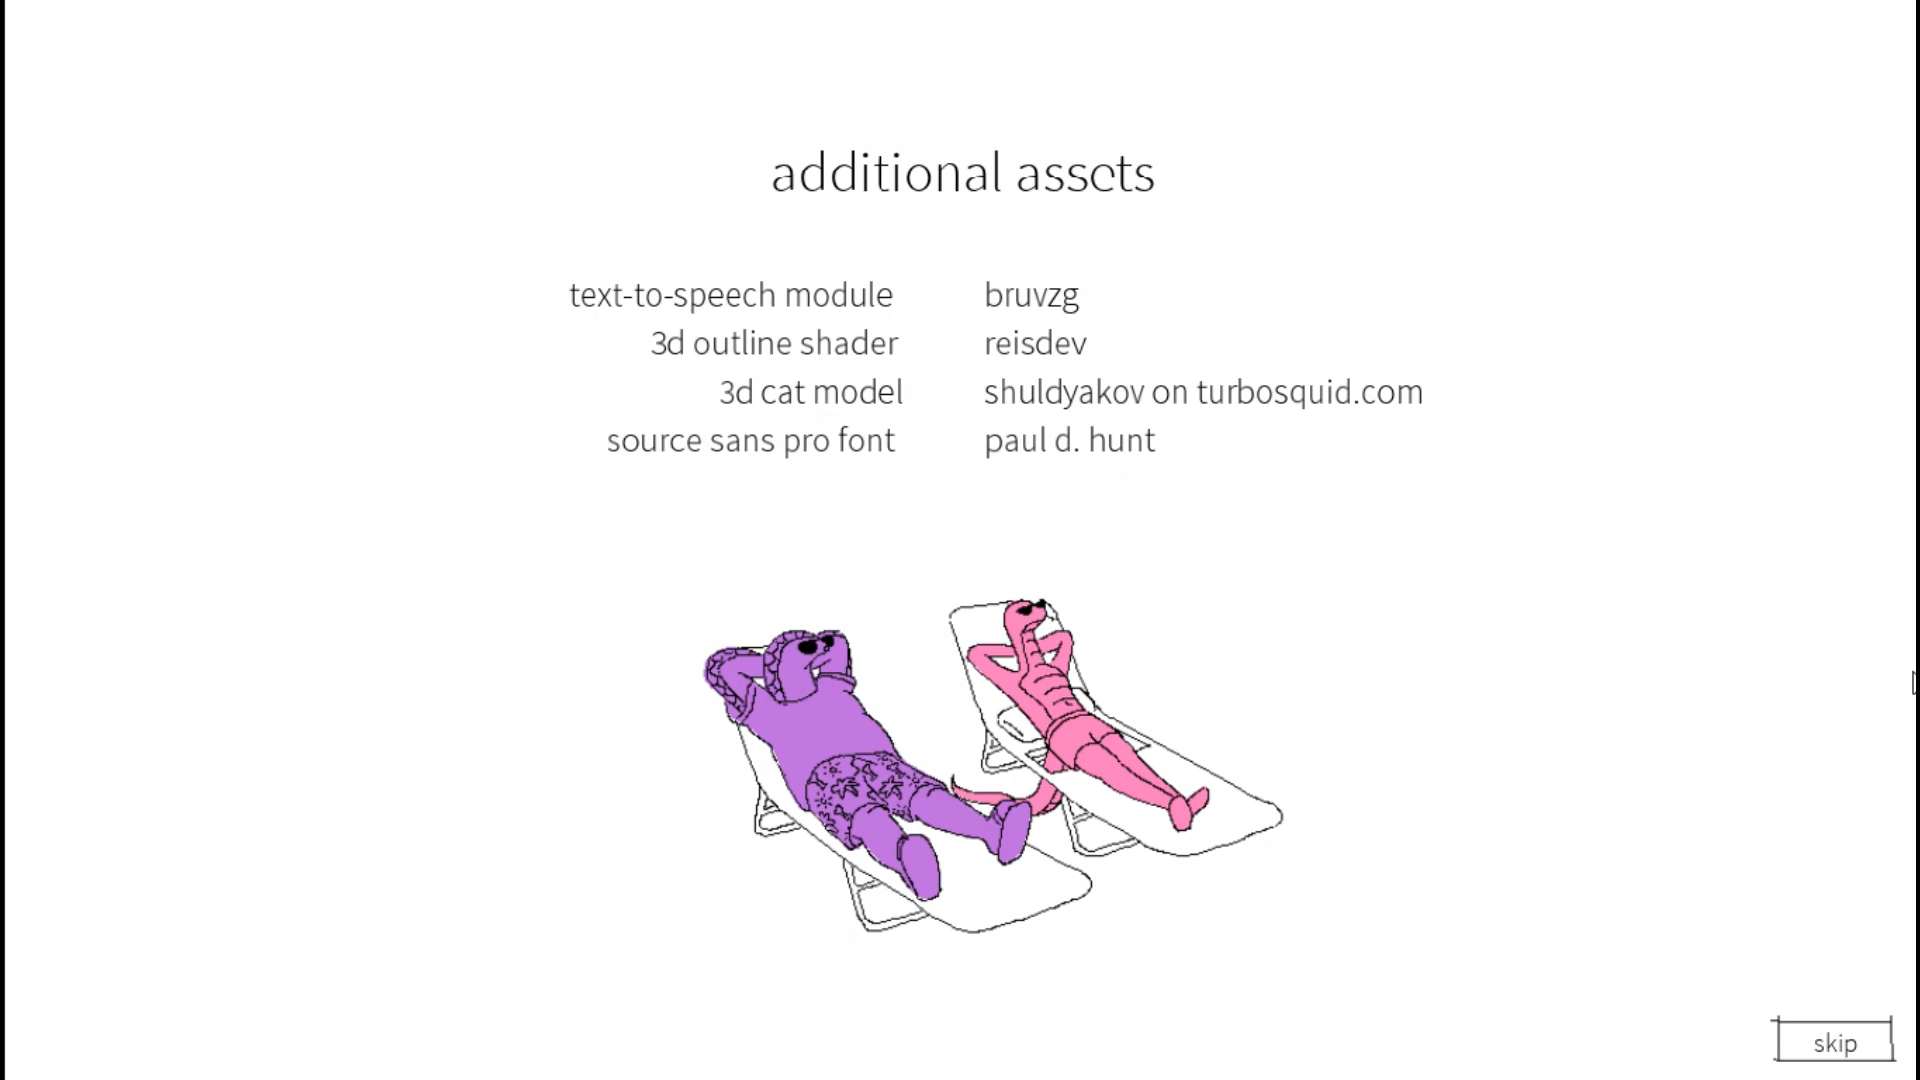 additional assets
text-to-speech module bruvzg
3d outline shader reisdev
3d cat model shuldyakov on turbosquid.com
source sans pro font paul d. hunt
skip